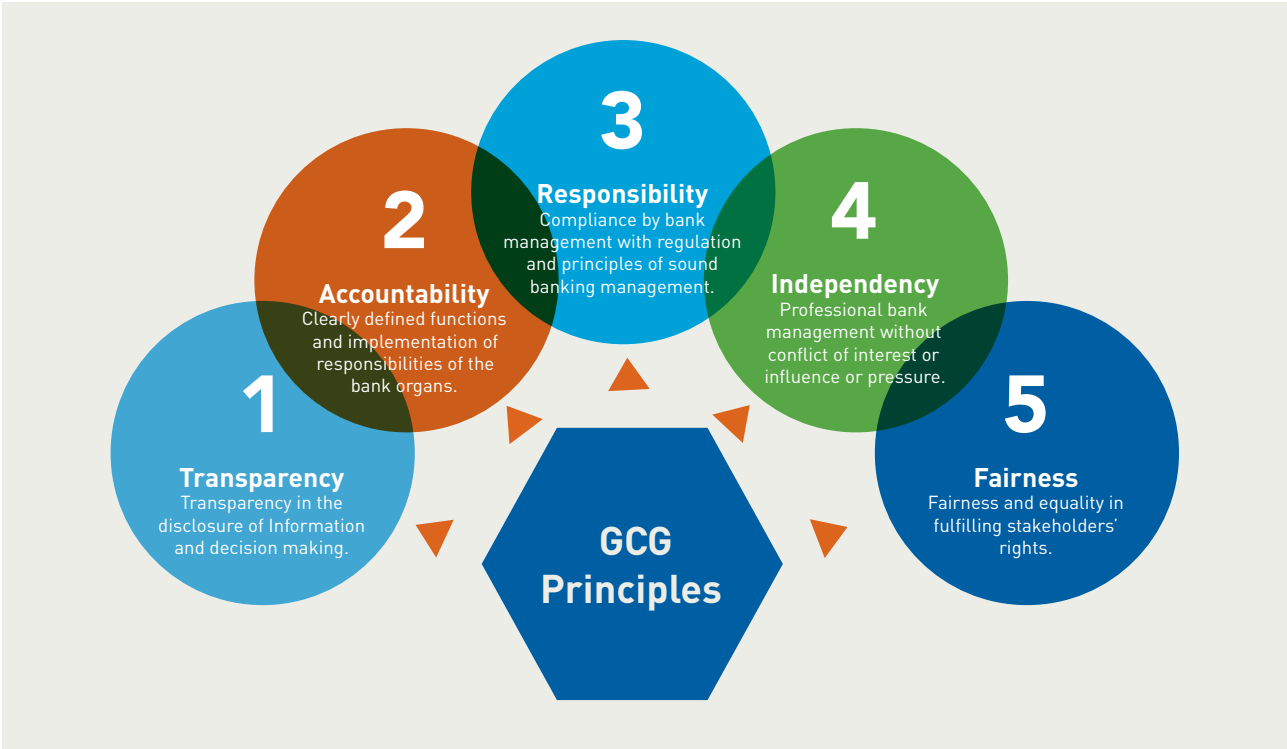 1
Transparency
Transparency in the
disclosure of Information
and decision making.
2
Accountability
Clearly defined functions
and implementation of
responsibilities of the
bank organs.
3
Responsibility
Compliance by bank
management with regulation
and principles of sound
banking management.
4
Independency
Professional bank
management without
conflict of interest or
influence or pressure.
5
Fairness
Fairness and equality in
fulfilling stakeholders’
rights.
GCG
Principles